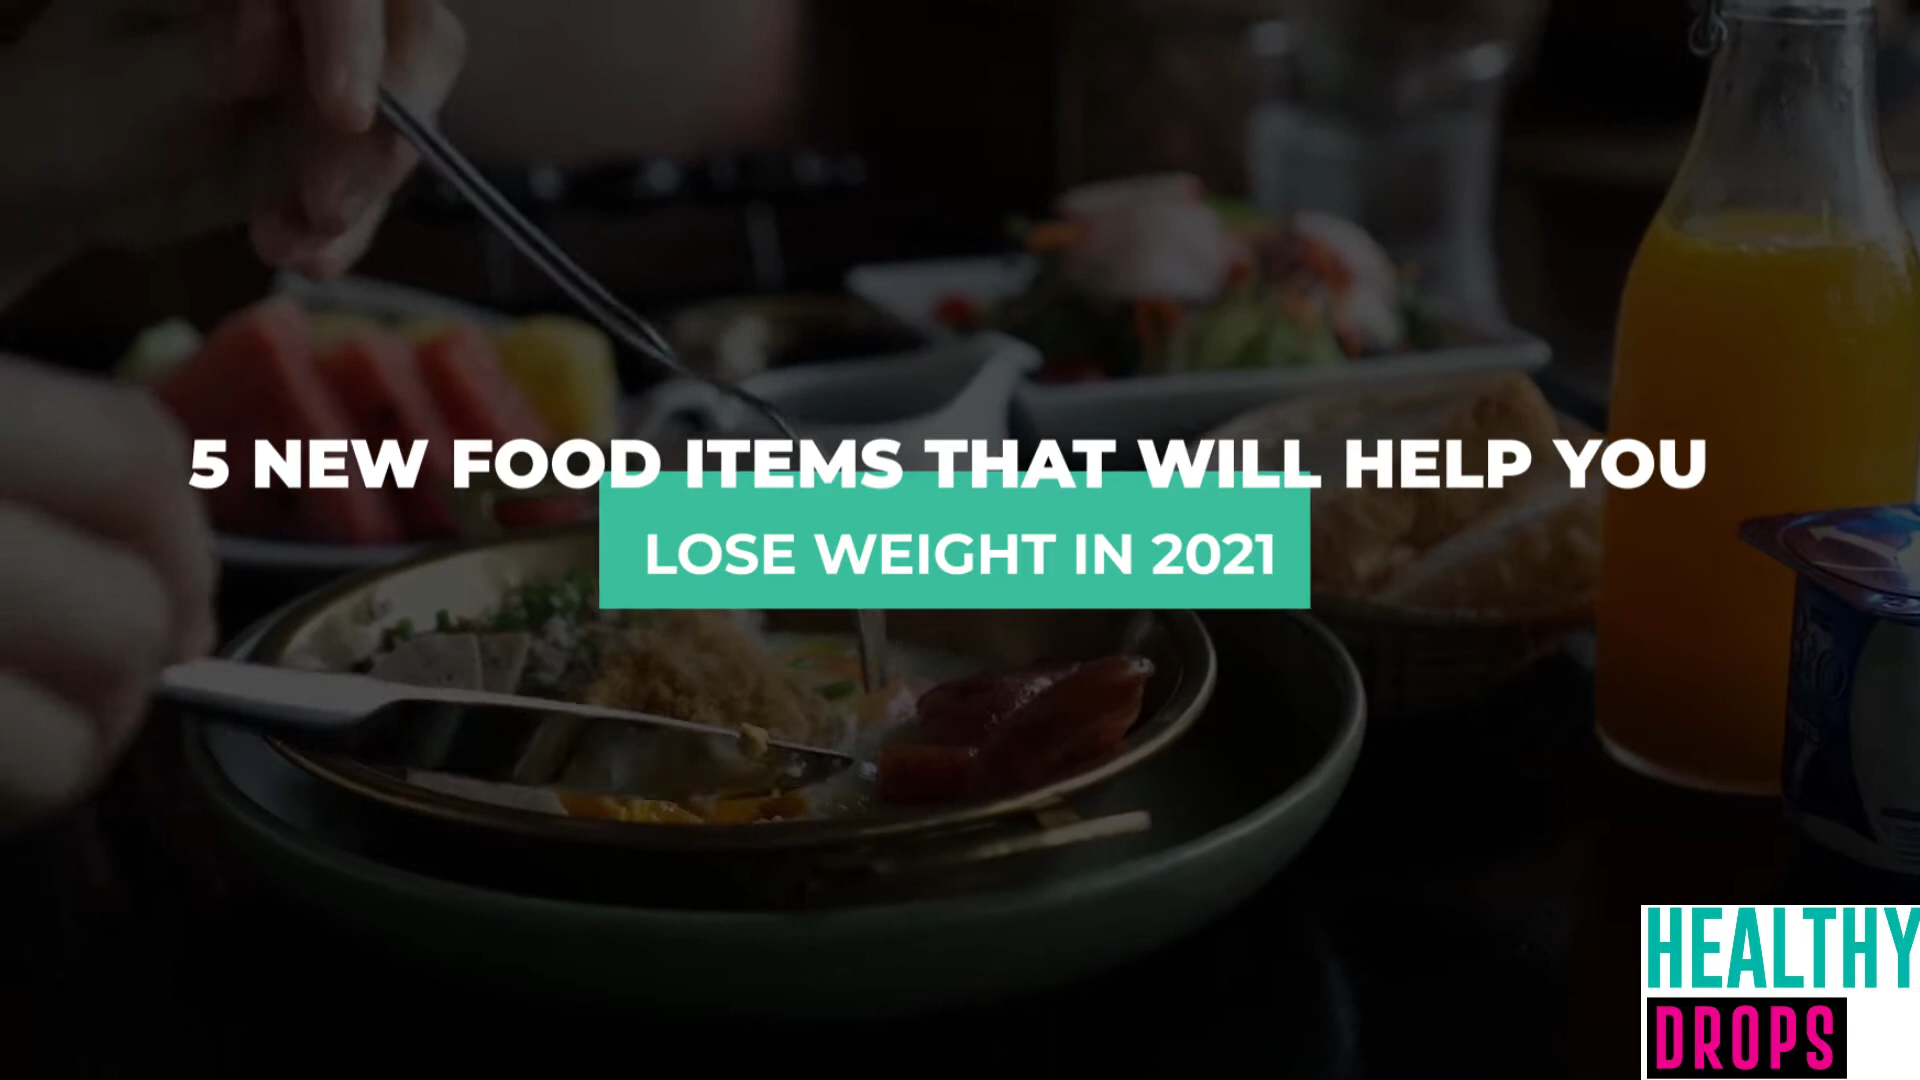 5 NEW FOOD ITEMS THAT WILL HELP YOU
LOSE WEIGHT IN 2021
HEALTHY
DROPS